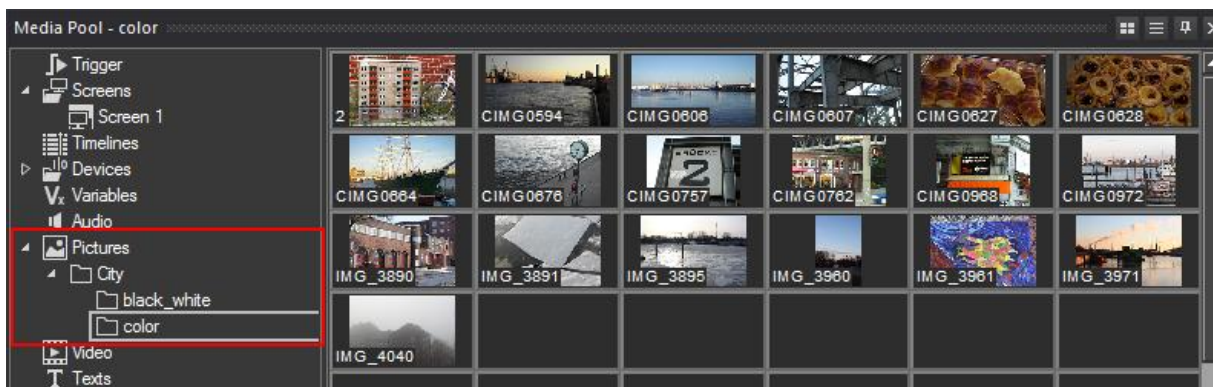 Media Pool - color
Trigger
Screens
Screen 1
Timelines
Devices
Variables
Audio
Pictures
City
black_white
color
Video
Texts
2
CIMG0594
CIMG0606
CIMG0607
CIMG0627
CIMG0628
CIMG0664
CIMG0676
CIMG0757
CIMG0762
CIMG0968
CIMG0972
IMG_3890
IMG_3891
IMG_3895
IMG_3960
IMG_3961
IMG_3971
IMG_4040